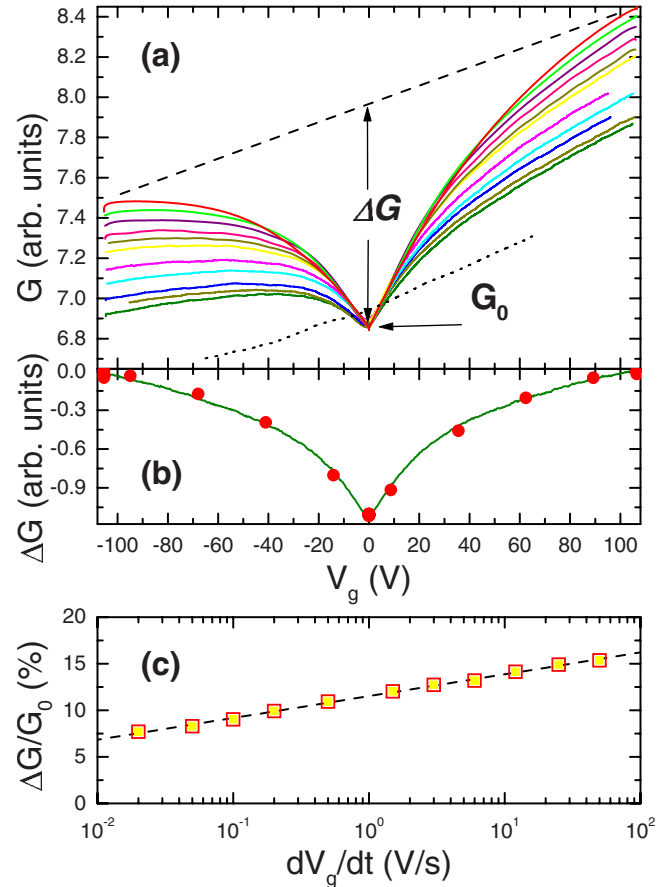 (a)
G (arb. units)
8.4
8.2
8.0
7.8
7.6
7.4
7.2
7.0
6.8
ΔG
G₀
(b)
ΔG (arb. units)
0.0
-0.3
-0.6
-0.9
-100 -80 -60 -40 -20 0 20 40 60 80 100
V_g (V)
(c)
ΔG/G₀ (%)
20
15
10
5
0
10⁻² 10⁻¹ 10⁰ 10¹ 10²
dV_g/dt (V/s)